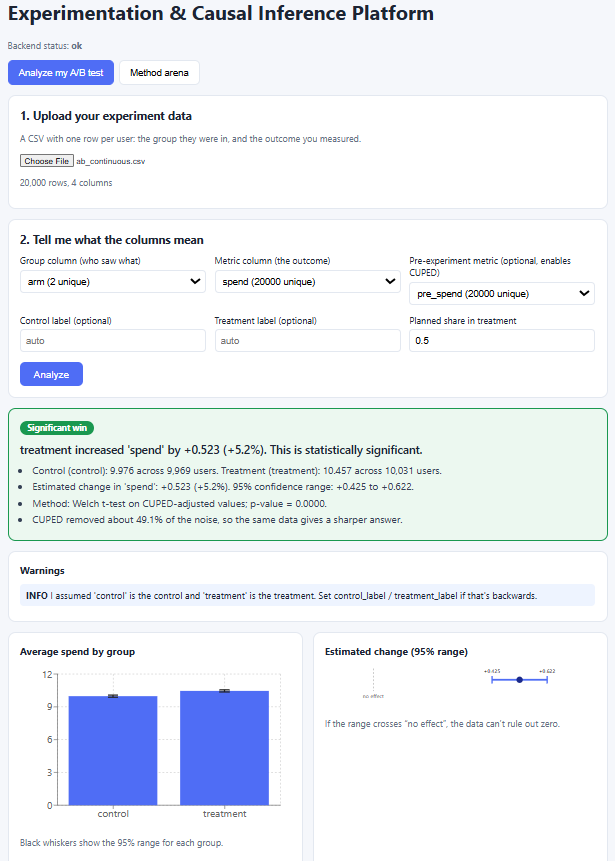 Experimentation & Causal Inference Platform
Backend status: ok
Analyze my A/B test
Method arena
1. Upload your experiment data
A CSV with one row per user: the group they were in, and the outcome you measured.
Choose File ab_continuous.csv
20,000 rows, 4 columns
2. Tell me what the columns mean
Group column (who saw what)
arm (2 unique)
Metric column (the outcome)
spend (20000 unique)
Pre-experiment metric (optional, enables
CUPED)
pre_spend (20000 unique)
Control label (optional)
auto
Treatment label (optional)
auto
Planned share in treatment
0.5
Analyze
Significant win
treatment increased 'spend' by +0.523 (+5.2%). This is statistically significant.
• Control (control): 9.976 across 9,969 users. Treatment (treatment): 10.457 across 10,031 users.
• Estimated change in 'spend': +0.523 (+5.2%). 95% confidence range: +0.425 to +0.622.
• Method: Welch t-test on CUPED-adjusted values; p-value = 0.0000.
• CUPED removed about 49.1% of the noise, so the same data gives a sharper answer.
Warnings
INFO I assumed 'control' is the control and 'treatment' is the treatment. Set control_label / treatment_label if that's backwards.
Average spend by group
12
9
6
3
0
control
treatment
Black whiskers show the 95% range for each group.
Estimated change (95% range)
+0.425
+0.622
no effect
If the range crosses "no effect", the data can't rule out zero.